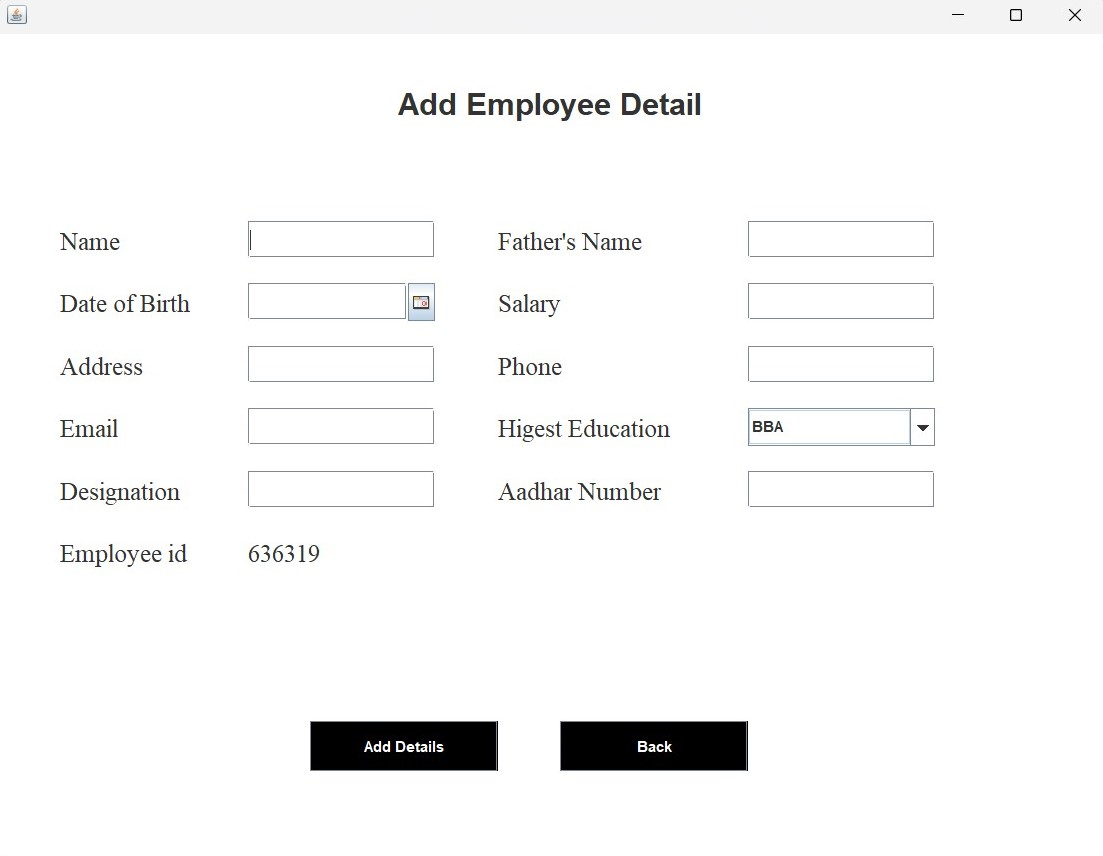 Add Employee Detail
Name Father's Name
Date of Birth Salary
Address Phone
Email Higest Education BBA
Designation Aadhar Number
Employee id 636319
Add Details Back